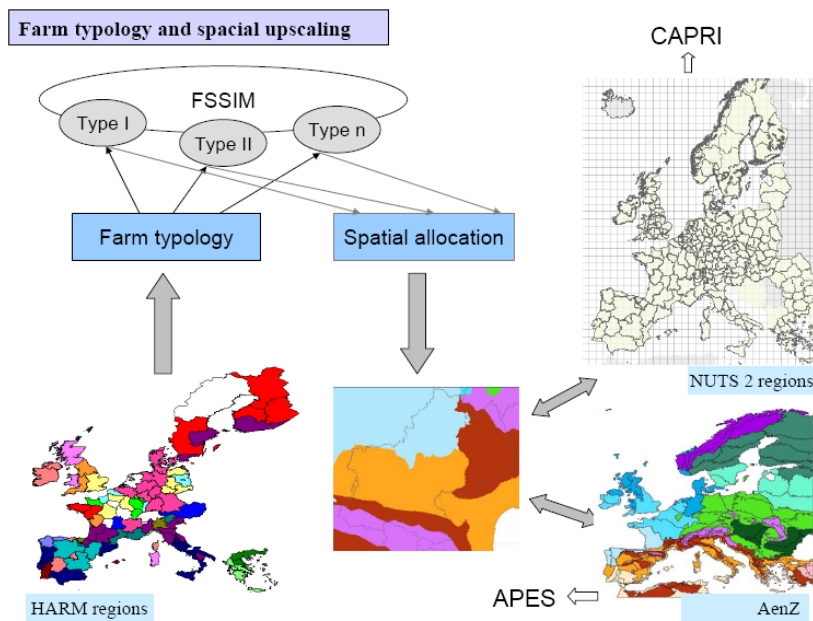 Farm typology and spacial upscaling
CAPRI
FSSIM
Type I
Type II
Type n
Farm typology
Spatial allocation
NUTS 2 regions
HARM regions
APES
AenZ